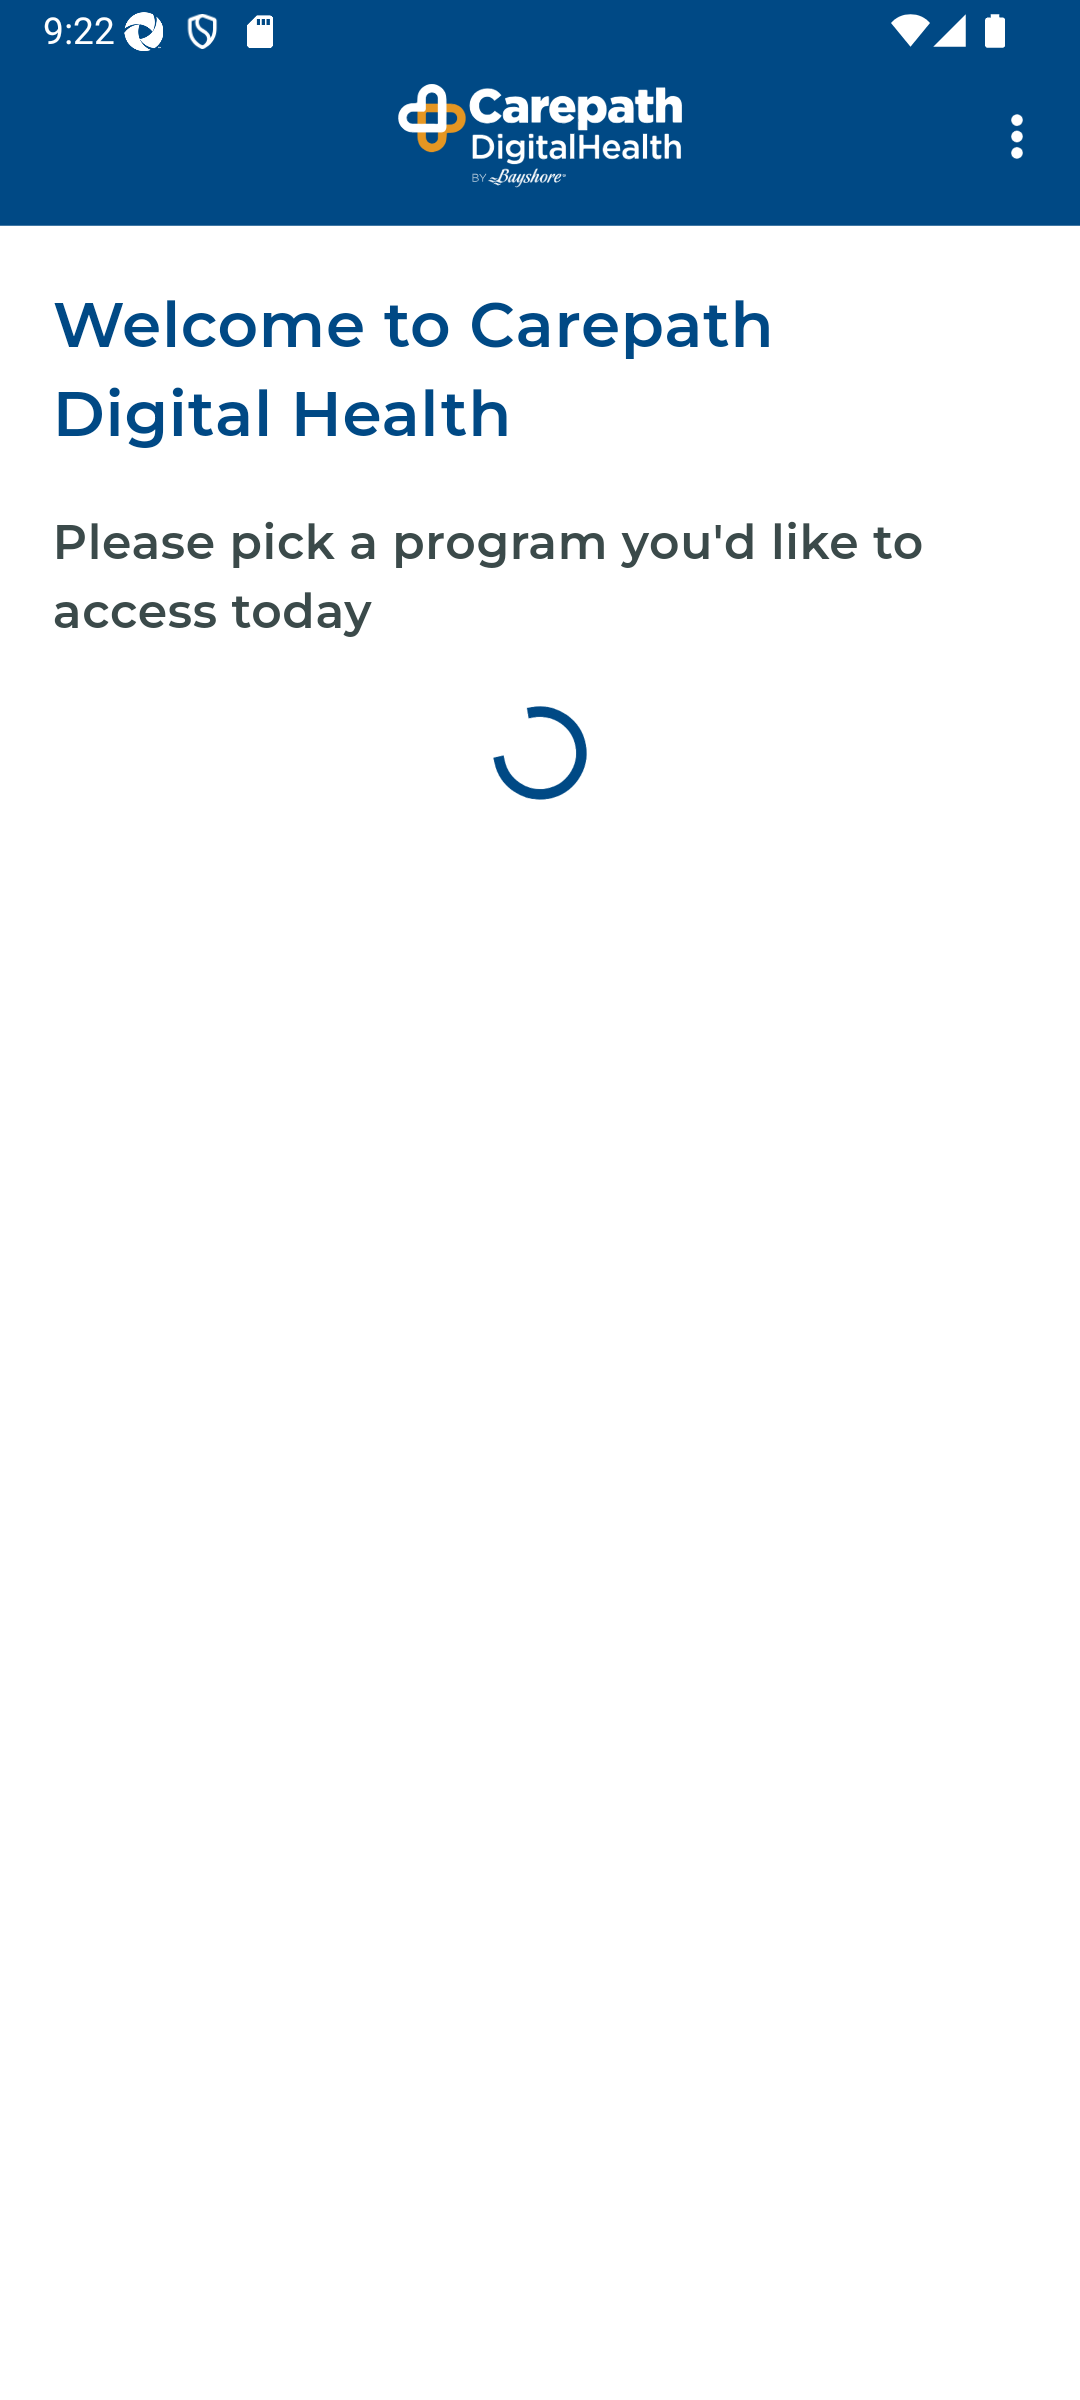 9:22
Carepath
DigitalHealth
BY Bayshore
Welcome to Carepath
Digital Health
Please pick a program you'd like to
access today